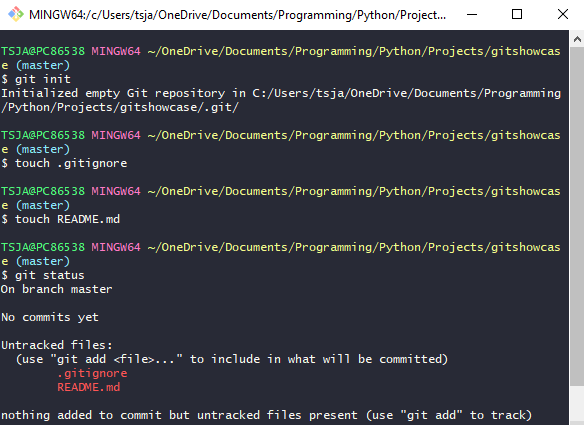 MINGW64:/c/Users/tsja/OneDrive/Documents/Programming/Python/Project...
TSJA@PC86538 MINGW64 ~/OneDrive/Documents/Programming/Python/Projects/gitshowcas
e (master)
$ git init
Initialized empty Git repository in C:/Users/tsja/OneDrive/Documents/Programming
/Python/Projects/gitshowcase/.git/
TSJA@PC86538 MINGW64 ~/OneDrive/Documents/Programming/Python/Projects/gitshowcas
e (master)
$ touch .gitignore
TSJA@PC86538 MINGW64 ~/OneDrive/Documents/Programming/Python/Projects/gitshowcas
e (master)
$ touch README.md
TSJA@PC86538 MINGW64 ~/OneDrive/Documents/Programming/Python/Projects/gitshowcas
e (master)
$ git status
On branch master
No commits yet
Untracked files:
  (use "git add <file>..." to include in what will be committed)
        .gitignore
        README.md
nothing added to commit but untracked files present (use "git add" to track)